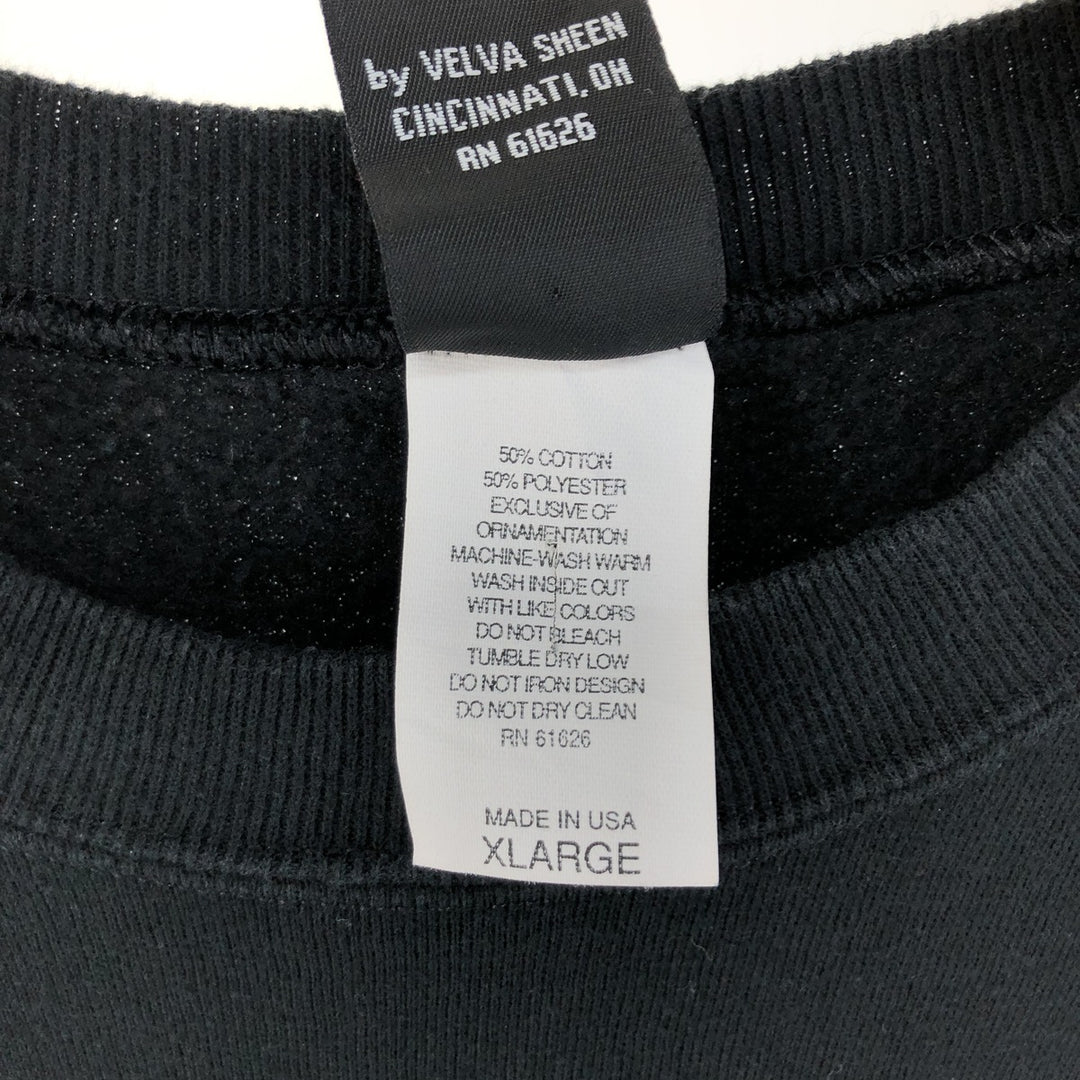 by VELVA SHEEN
CINCINNATI, OH
RN 61626
50% COTTON
50% POLYESTER
EXCLUSIVE OF
ORNAMENTATION
MACHINE-WASH WARM
WASH INSIDE OUT
WITH LIKE COLORS
DO NOT BLEACH
TUMBLE DRY LOW
DO NOT IRON DESIGN
DO NOT DRY CLEAN
RN 61626
MADE IN USA
XLARGE